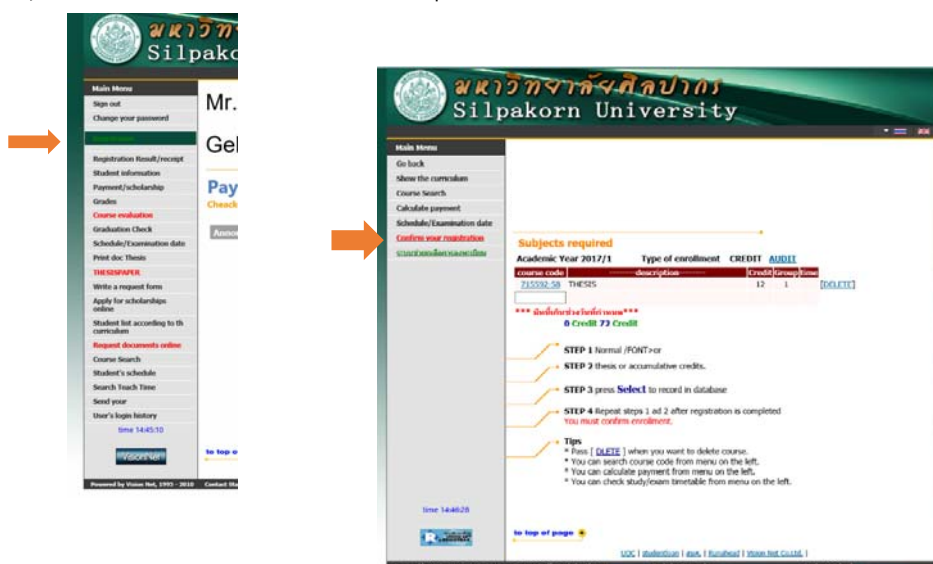 มหาวิท
Silpako
Main Menu
Sign out
Change your password
Registration Result/receipt
Student information
Payment/scholarship
Grades
Course evaluation
Graduation Check
Schedule/Examination date
Print doc Thesis
THESISPAPER
Write a request form
Apply for scholarships
online
Student list according to th
curriculum
Request documents online
Course Search
Student's schedule
Search Teach Time
Send your
User's login history
time 14:45:10
VisionNet
Powered by Vision Net, 1995 - 2010 Contact Sta
Mr.
Gel
Pay
Cheack
Annou
to top o
มหาวิทยาลัยศิลปากร
Silpakorn University
Main Menu
Go back
Show the curriculum
Course Search
Calculate payment
Schedule/Examination date
Confirm your registration
time 14:46:28
Subjects required
Academic Year 2017/1 Type of enrollment CREDIT AUDIT
course code description Credit Group time
715592-58 THESIS 12 1 [DELETE]
0 Credit 72 Credit
STEP 1 Normal /FONT>or
STEP 2 thesis or accumulative credits.
STEP 3 press Select to record in database
STEP 4 Repeat steps 1 ad 2 after registration is completed
You must confirm enrollment.
Tips
* Pass [ DLETE ] when you want to delete course.
* You can search course code from menu on the left.
* You can calculate payment from menu on the left.
* You can check study/exam timetable from menu on the left.
to top of page